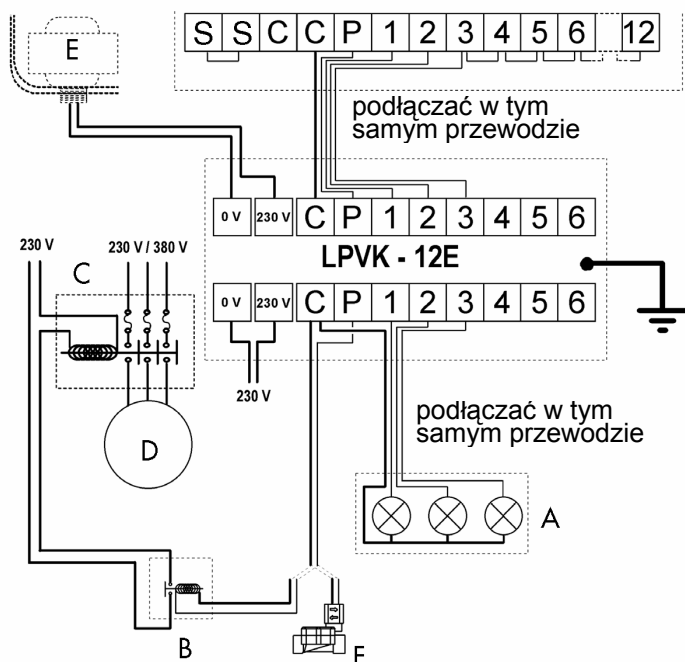 S S C C P 1 2 3 4 5 6 12
E
podłączać w tym
samym przewodzie
0 V 230 V C P 1 2 3 4 5 6
LPVK - 12E
230 V 230 V / 380 V
C
0 V 230 V C P 1 2 3 4 5 6
230 V
podłączać w tym
samym przewodzie
D
A
B
F